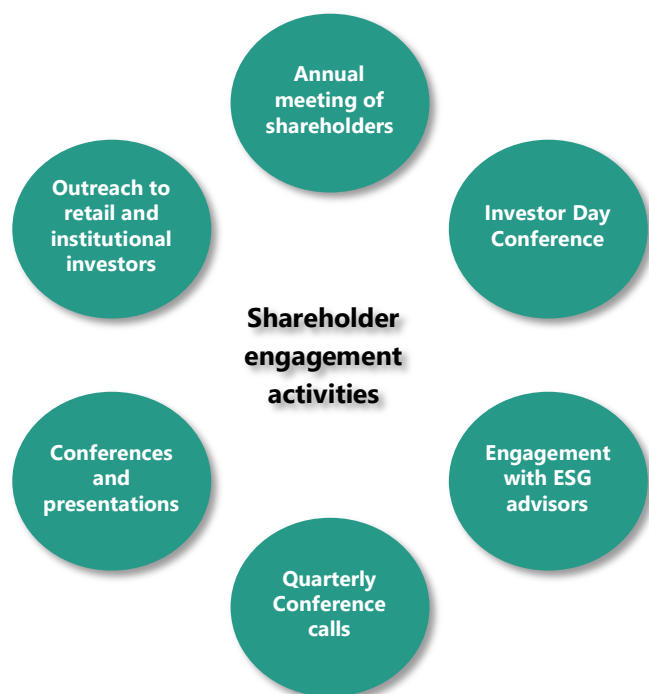 Annual
meeting of
shareholders
Outreach to
retail and
institutional
investors
Investor Day
Conference
Shareholder
engagement
activities
Conferences
and
presentations
Engagement
with ESG
advisors
Quarterly
Conference
calls